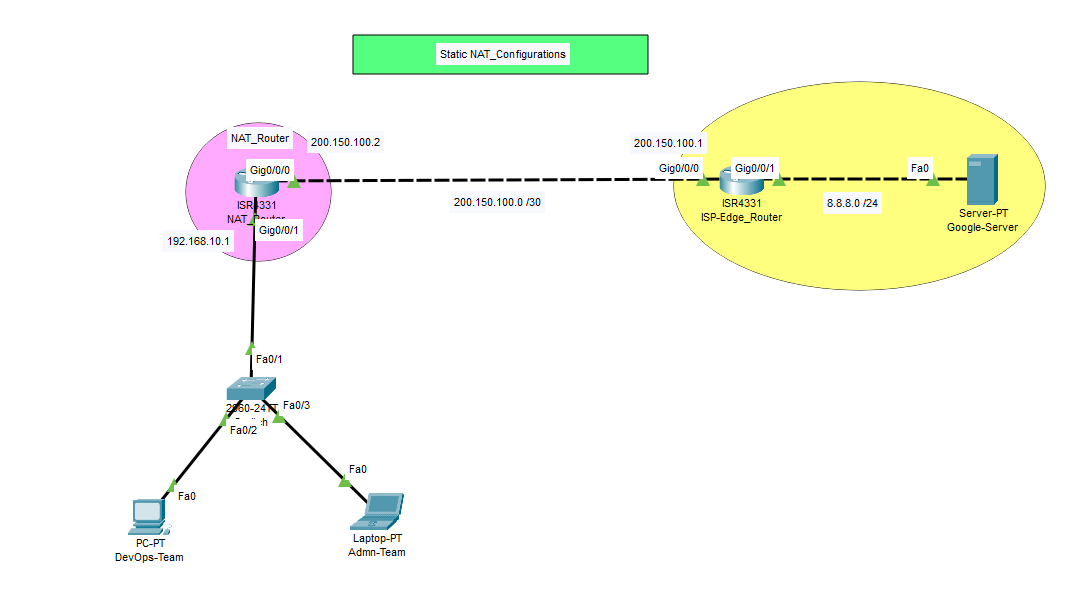 Static NAT_Configurations
NAT_Router
200.150.100.2
200.150.100.1
Gig0/0/0
Gig0/0/0
Gig0/0/1
Fa0
ISR4331
ISR4331
200.150.100.0 /30
8.8.8.0 /24
Server-PT
NAT_Router
ISP-Edge_Router
Google-Server
Gig0/0/1
192.168.10.1
Fa0/1
2960-24TT
Fa0/3
Fa0/2
Fa0
Fa0
PC-PT
DevOps-Team
Laptop-PT
Admn-Team